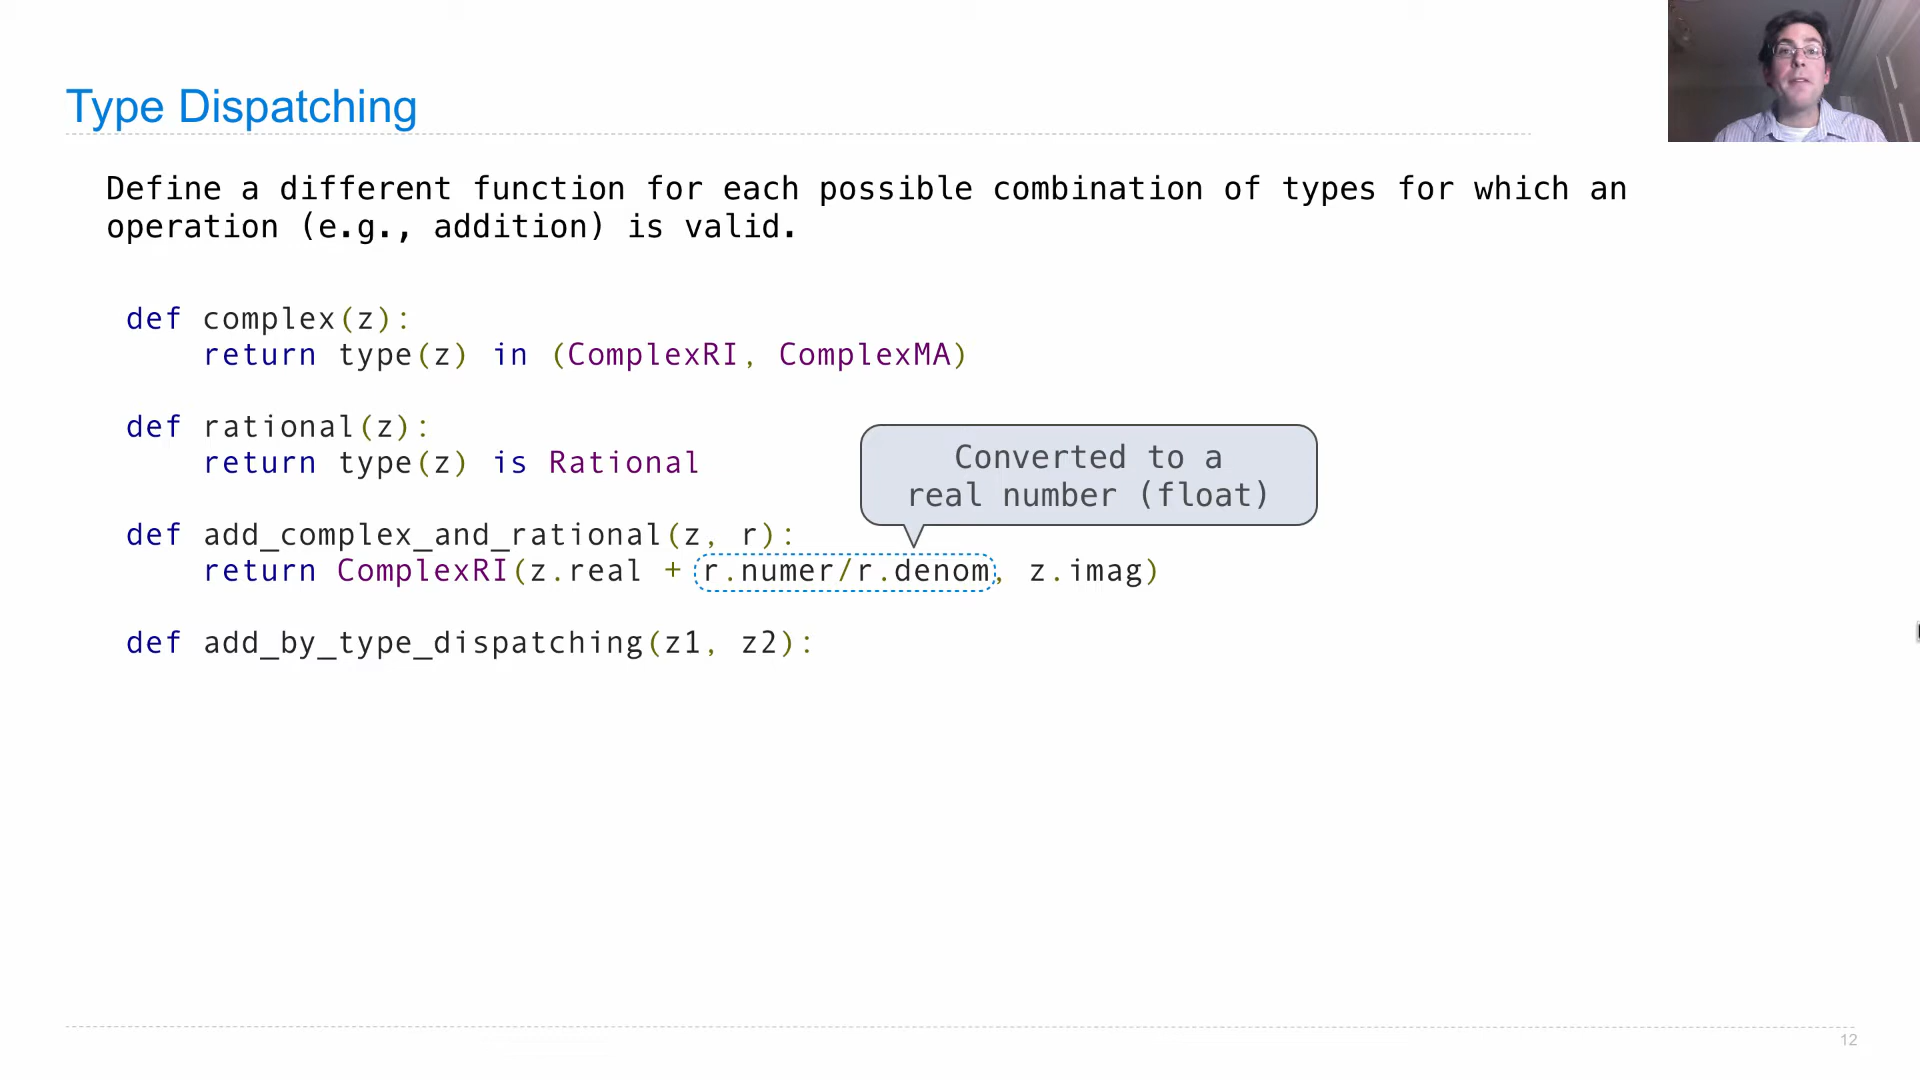 Type Dispatching
Define a different function for each possible combination of types for which an
operation (e.g., addition) is valid.
def complex(z):
return type(z) in (ComplexRI, ComplexMA)
def rational(z):
return type(z) is Rational
Converted to a
real number (float)
def add_complex_and_rational(z, r):
return ComplexRI(z.real + r.numer/r.denom, z.imag)
def add_by_type_dispatching(z1, z2):
12